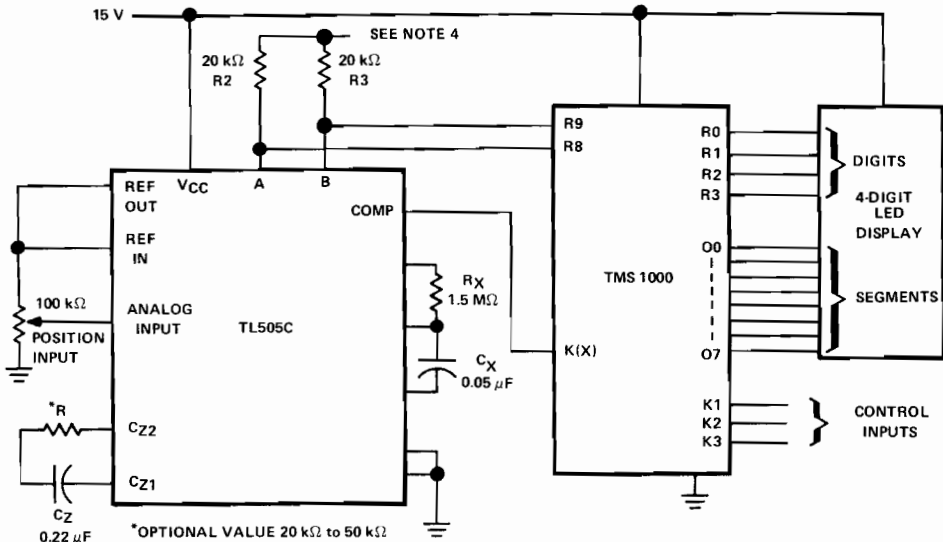 15 V
SEE NOTE 4
20 kΩ
R2
20 kΩ
R3
R9
R8
R0
R1
R2
R3
DIGITS
4-DIGIT
LED
DISPLAY
VCC
A
B
REF
OUT
COMP
REF
IN
RX
1.5 MΩ
TMS 1000
O0
SEGMENTS
O7
100 kΩ
ANALOG
INPUT
TL505C
POSITION
INPUT
CX
0.05 μF
K(X)
K1
K2
K3
CONTROL
INPUTS
*R
CZ2
CZ1
CZ
0.22 μF
*OPTIONAL VALUE 20 kΩ to 50 kΩ